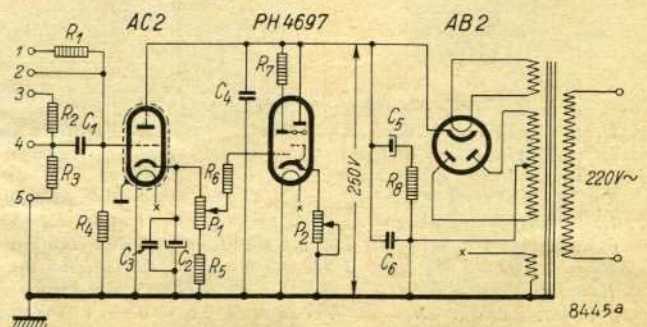 AC2 PH4697 AB2
1 R1
2
3
R2
4 C1
R3
5
R4
C3
C2
P1
R5
R6
C4
R7
x
x
P2
250V
C5
R8
C6
x
220V~
8445a